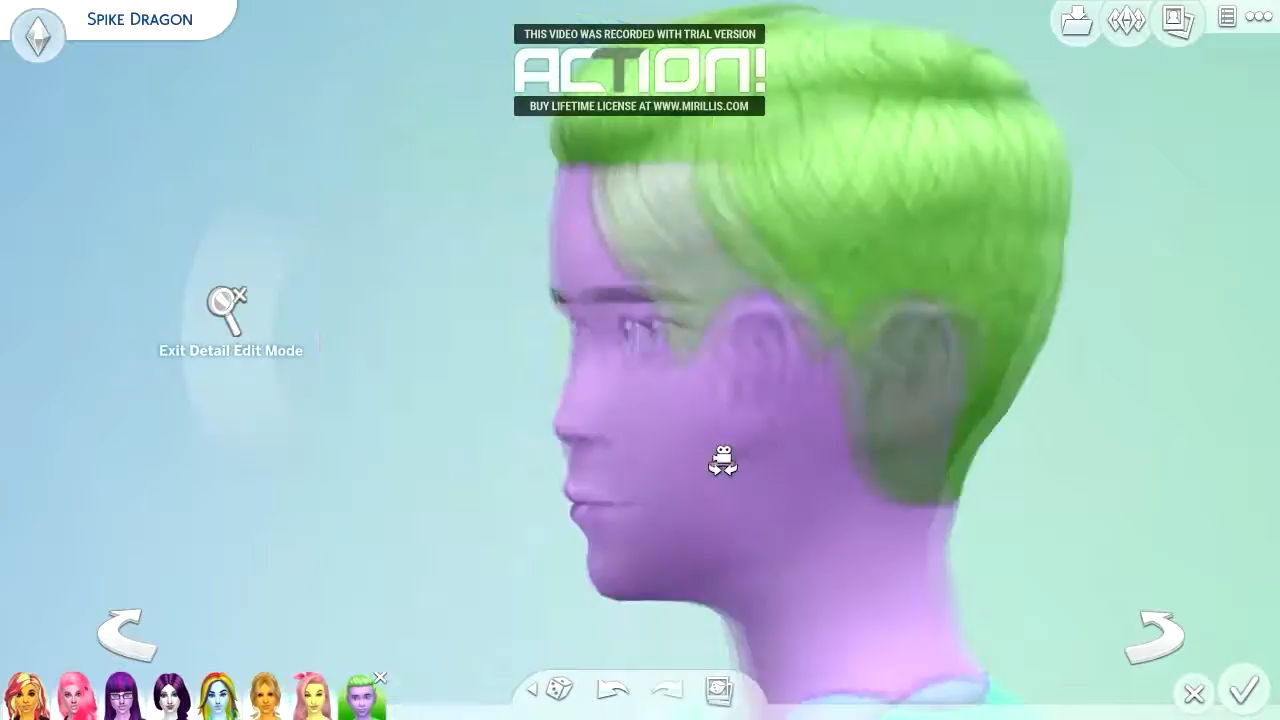 SPIKE DRAGON
THIS VIDEO WAS RECORDED WITH TRIAL VERSION
ACTION!
BUY LIFETIME LICENSE AT WWW.MIRILLIS.COM
Exit Detail Edit Mode